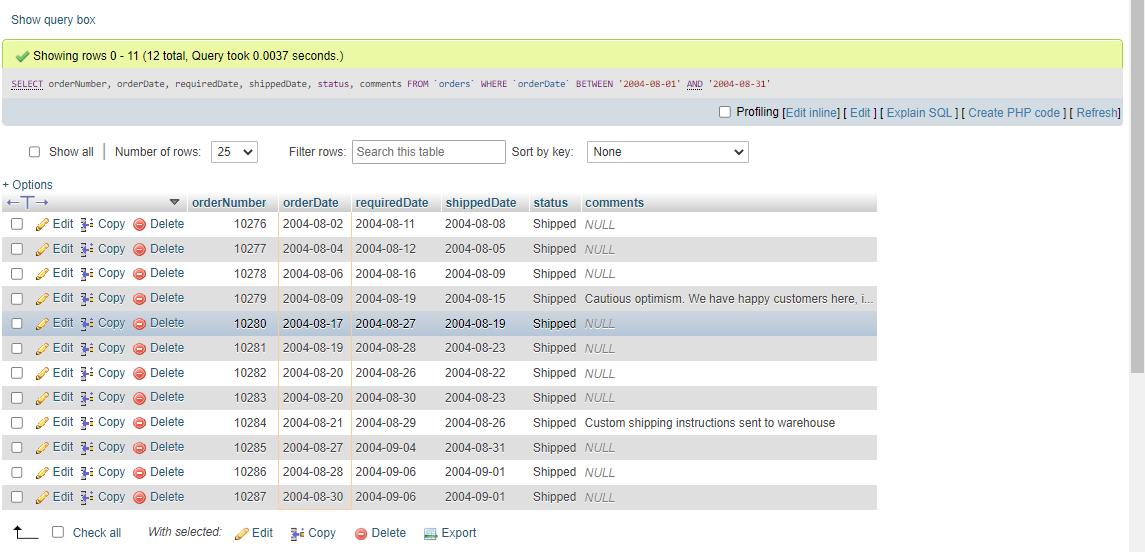 Show query box
Showing rows 0 - 11 (12 total, Query took 0.0037 seconds.)
SELECT orderNumber, orderDate, requiredDate, shippedDate, status, comments FROM `orders` WHERE `orderDate` BETWEEN '2004-08-01' AND '2004-08-31'
Profiling [Edit inline] [ Edit ] [ Explain SQL ] [ Create PHP code ] [ Refresh]
Show all | Number of rows: 25 Filter rows: Search this table Sort by key: None
+ Options
←T→ orderNumber orderDate requiredDate shippedDate status comments
Edit Copy Delete 10276 2004-08-02 2004-08-11 2004-08-08 Shipped NULL
Edit Copy Delete 10277 2004-08-04 2004-08-12 2004-08-05 Shipped NULL
Edit Copy Delete 10278 2004-08-06 2004-08-16 2004-08-09 Shipped NULL
Edit Copy Delete 10279 2004-08-09 2004-08-19 2004-08-15 Shipped Cautious optimism. We have happy customers here, i...
Edit Copy Delete 10280 2004-08-17 2004-08-27 2004-08-19 Shipped NULL
Edit Copy Delete 10281 2004-08-19 2004-08-28 2004-08-23 Shipped NULL
Edit Copy Delete 10282 2004-08-20 2004-08-26 2004-08-22 Shipped NULL
Edit Copy Delete 10283 2004-08-20 2004-08-30 2004-08-23 Shipped NULL
Edit Copy Delete 10284 2004-08-21 2004-08-29 2004-08-26 Shipped Custom shipping instructions sent to warehouse
Edit Copy Delete 10285 2004-08-27 2004-09-04 2004-08-31 Shipped NULL
Edit Copy Delete 10286 2004-08-28 2004-09-06 2004-09-01 Shipped NULL
Edit Copy Delete 10287 2004-08-30 2004-09-06 2004-09-01 Shipped NULL
Check all With selected: Edit Copy Delete Export